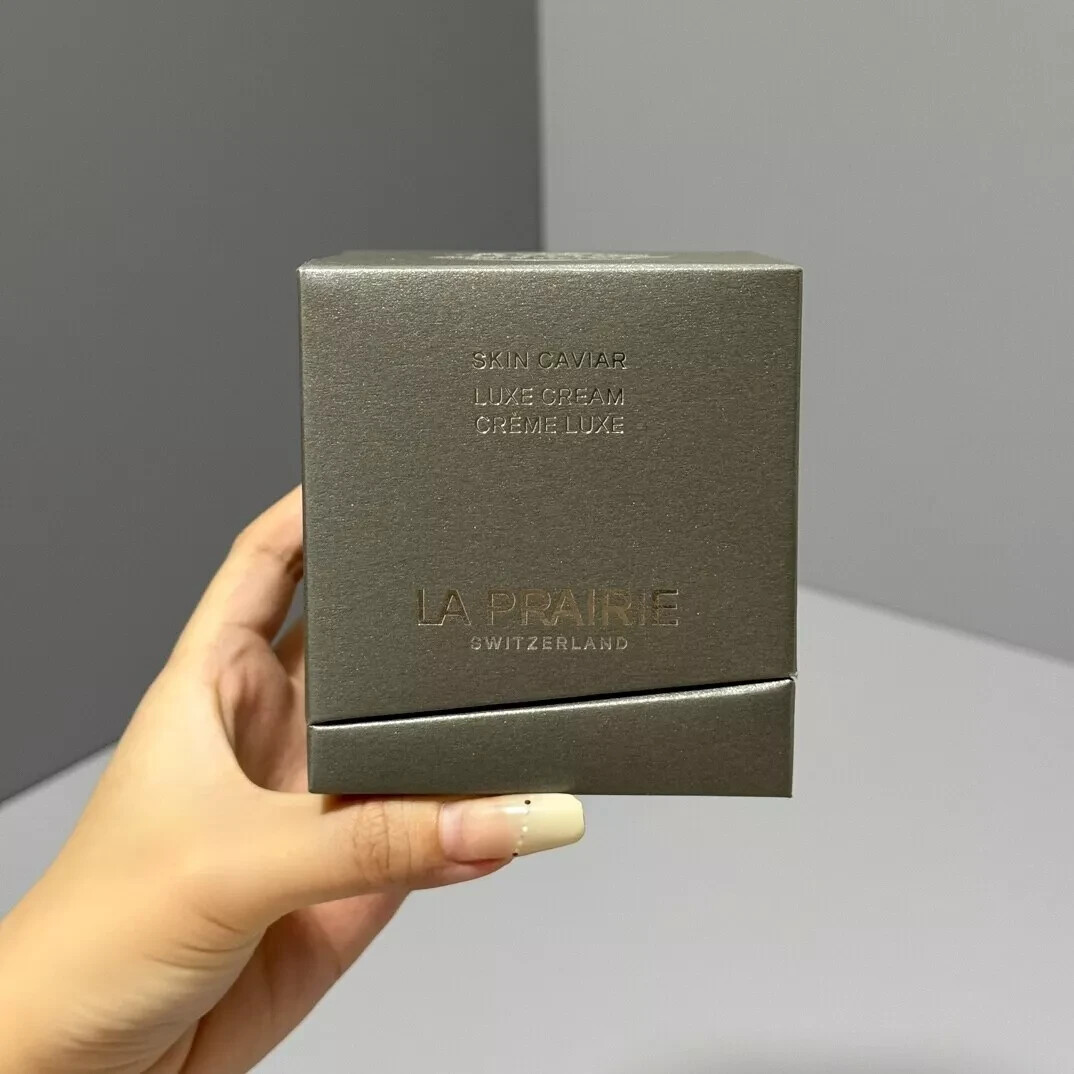 SKIN CAVIAR
LUXE CREAM
CRÈME LUXE
LA PRAIRIE
SWITZERLAND